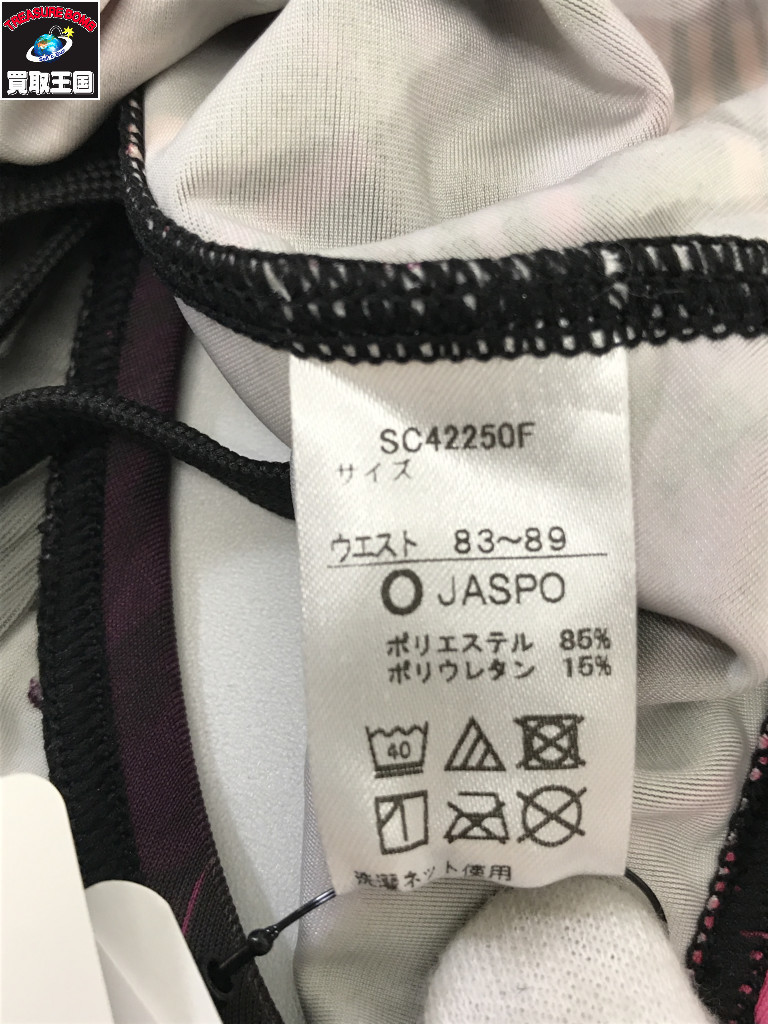 TREASURE BOMB
買取王国
SC42250F
サイズ
ウエスト 83～89
O JASPO
ポリエステル 85%
ポリウレタン 15%
40
洗濯ネット使用